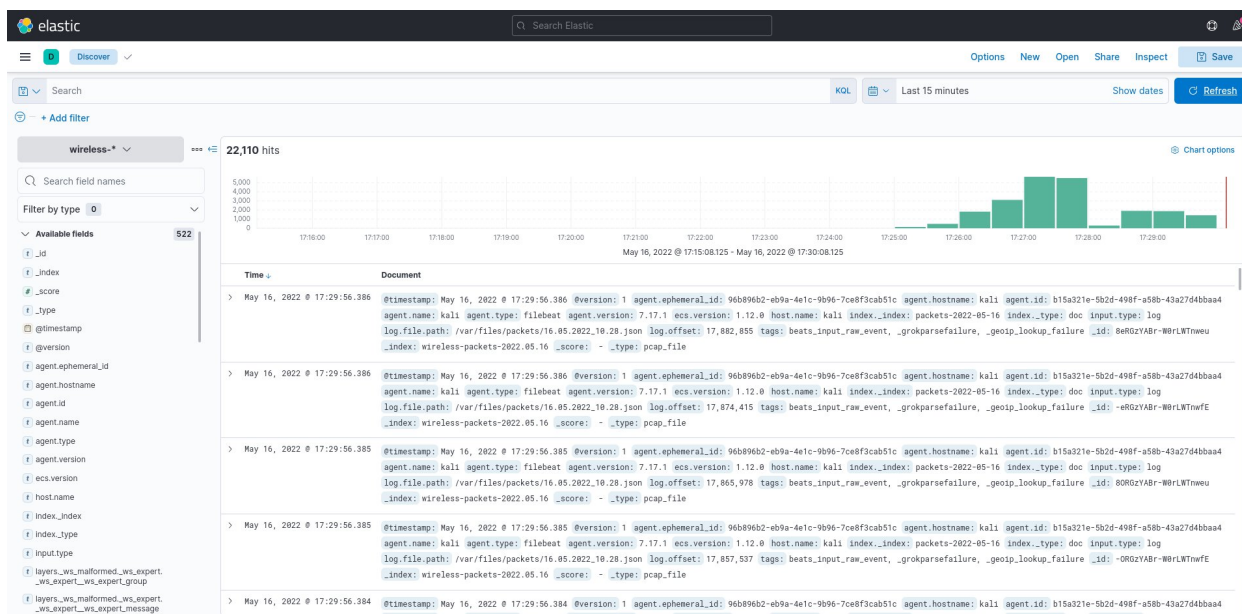 elastic
Search Elastic
D Discover
Options New Open Share Inspect Save
Search KQL Last 15 minutes Show dates Refresh
+ Add filter
wireless-*
22,110 hits
Chart options
Search field names
Filter by type 0
Available fields 522
t _id
t _index
# _score
t _type
@timestamp
t @version
t agent.ephemeral_id
t agent.hostname
t agent.id
t agent.name
t agent.type
t agent.version
t ecs.version
t host.name
t index._index
t index._type
t input.type
t layers._ws_malformed._ws_expert.
_ws_expert__ws_expert_group
t layers._ws_malformed._ws_expert.
_ws_expert__ws_expert_message
5,000
4,000
3,000
2,000
1,000
0
17:16:00 17:17:00 17:18:00 17:19:00 17:20:00 17:21:00 17:22:00 17:23:00 17:24:00 17:25:00 17:26:00 17:27:00 17:28:00 17:29:00
May 16, 2022 @ 17:15:08.125 - May 16, 2022 @ 17:30:08.125
Time Document
May 16, 2022 @ 17:29:56.386 @timestamp: May 16, 2022 @ 17:29:56.386 @version: 1 agent.ephemeral_id: 96b896b2-eb9a-4e1c-9b96-7ce8f3cab51c agent.hostname: kali agent.id: b15a321e-5b2d-498f-a58b-43a27d4bbaa4
agent.name: kali agent.type: filebeat agent.version: 7.17.1 ecs.version: 1.12.0 host.name: kali index._index: packets-2022-05-16 index._type: doc input.type: log
log.file.path: /var/files/packets/16.05.2022_10.28.json log.offset: 17,882,855 tags: beats_input_raw_event, _grokparsefailure, _geoip_lookup_failure _id: 8eRGzYABr-W0rLWTnweu
_index: wireless-packets-2022.05.16 _score: - _type: pcap_file
May 16, 2022 @ 17:29:56.386 @timestamp: May 16, 2022 @ 17:29:56.386 @version: 1 agent.ephemeral_id: 96b896b2-eb9a-4e1c-9b96-7ce8f3cab51c agent.hostname: kali agent.id: b15a321e-5b2d-498f-a58b-43a27d4bbaa4
agent.name: kali agent.type: filebeat agent.version: 7.17.1 ecs.version: 1.12.0 host.name: kali index._index: packets-2022-05-16 index._type: doc input.type: log
log.file.path: /var/files/packets/16.05.2022_10.28.json log.offset: 17,874,415 tags: beats_input_raw_event, _grokparsefailure, _geoip_lookup_failure _id: -eRGzYABr-W0rLWTnwfE
_index: wireless-packets-2022.05.16 _score: - _type: pcap_file
May 16, 2022 @ 17:29:56.385 @timestamp: May 16, 2022 @ 17:29:56.385 @version: 1 agent.ephemeral_id: 96b896b2-eb9a-4e1c-9b96-7ce8f3cab51c agent.hostname: kali agent.id: b15a321e-5b2d-498f-a58b-43a27d4bbaa4
agent.name: kali agent.type: filebeat agent.version: 7.17.1 ecs.version: 1.12.0 host.name: kali index._index: packets-2022-05-16 index._type: doc input.type: log
log.file.path: /var/files/packets/16.05.2022_10.28.json log.offset: 17,865,978 tags: beats_input_raw_event, _grokparsefailure, _geoip_lookup_failure _id: 8ORGzYABr-W0rLWTnweu
_index: wireless-packets-2022.05.16 _score: - _type: pcap_file
May 16, 2022 @ 17:29:56.385 @timestamp: May 16, 2022 @ 17:29:56.385 @version: 1 agent.ephemeral_id: 96b896b2-eb9a-4e1c-9b96-7ce8f3cab51c agent.hostname: kali agent.id: b15a321e-5b2d-498f-a58b-43a27d4bbaa4
agent.name: kali agent.type: filebeat agent.version: 7.17.1 ecs.version: 1.12.0 host.name: kali index._index: packets-2022-05-16 index._type: doc input.type: log
log.file.path: /var/files/packets/16.05.2022_10.28.json log.offset: 17,857,537 tags: beats_input_raw_event, _grokparsefailure, _geoip_lookup_failure _id: -ORGzYABr-W0rLWTnwfE
_index: wireless-packets-2022.05.16 _score: - _type: pcap_file
May 16, 2022 @ 17:29:56.384 @timestamp: May 16, 2022 @ 17:29:56.384 @version: 1 agent.ephemeral_id: 96b896b2-eb9a-4e1c-9b96-7ce8f3cab51c agent.hostname: kali agent.id: b15a321e-5b2d-498f-a58b-43a27d4bbaa4